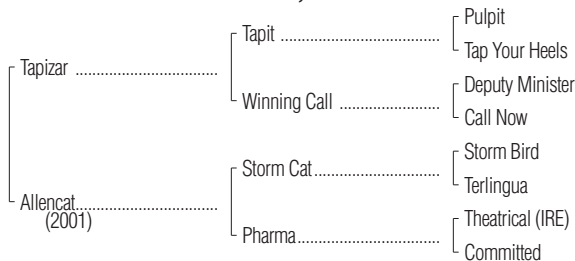 Pulpit
Tapit ................................
Tap Your Heels
Tapizar .............................
Deputy Minister
Winning Call ....................
Call Now
Storm Bird
Storm Cat.........................
Terlingua
Allencat.............................
(2001)
Theatrical (IRE)
Pharma.............................
Committed